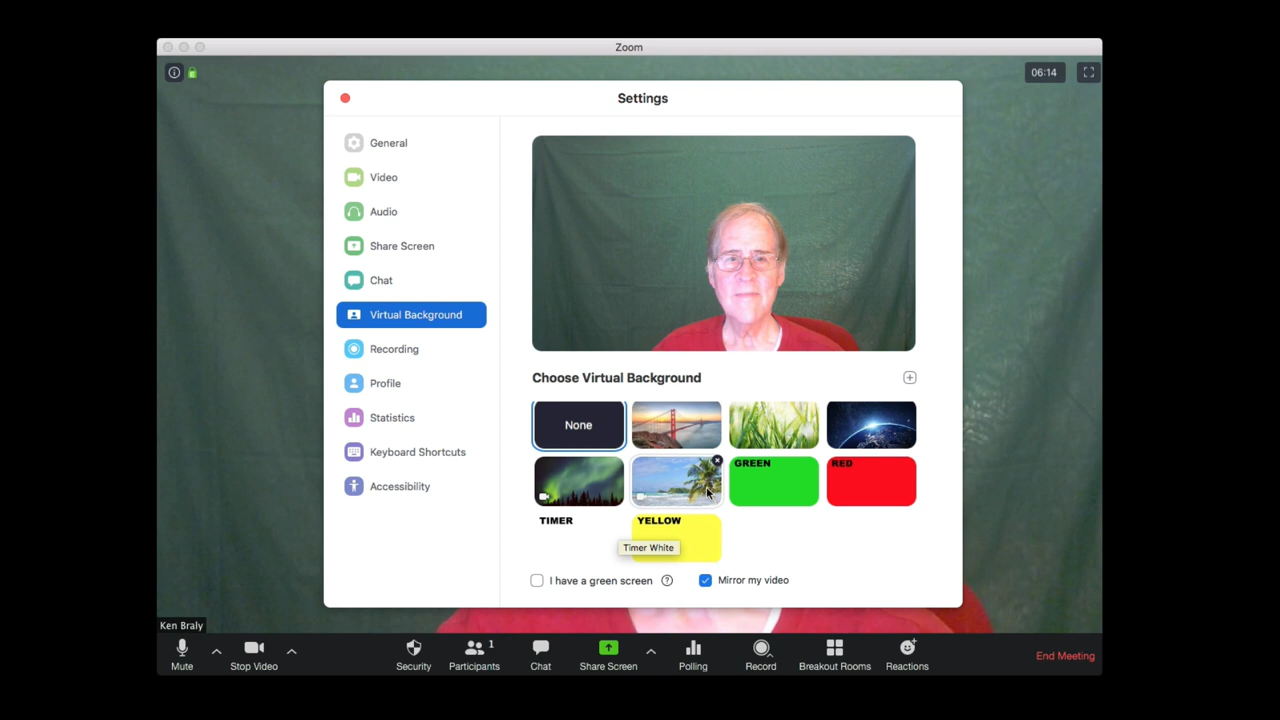 Zoom
06:14
Settings
General
Video
Audio
Share Screen
Chat
Virtual Background
Recording
Profile
Statistics
Keyboard Shortcuts
Accessibility
Choose Virtual Background
None
GREEN
RED
TIMER
YELLOW
Timer White
I have a green screen ?
Mirror my video
Ken Braly
1
Mute
Stop Video
Security
Participants
Chat
Share Screen
Polling
Record
Breakout Rooms
Reactions
End Meeting